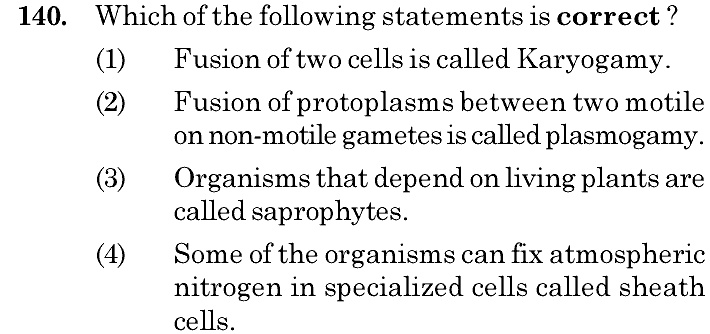 140. Which of the following statements is correct ?
(1) Fusion of two cells is called Karyogamy.
(2) Fusion of protoplasms between two motile
on non-motile gametes is called plasmogamy.
(3) Organisms that depend on living plants are
called saprophytes.
(4) Some of the organisms can fix atmospheric
nitrogen in specialized cells called sheath
cells.